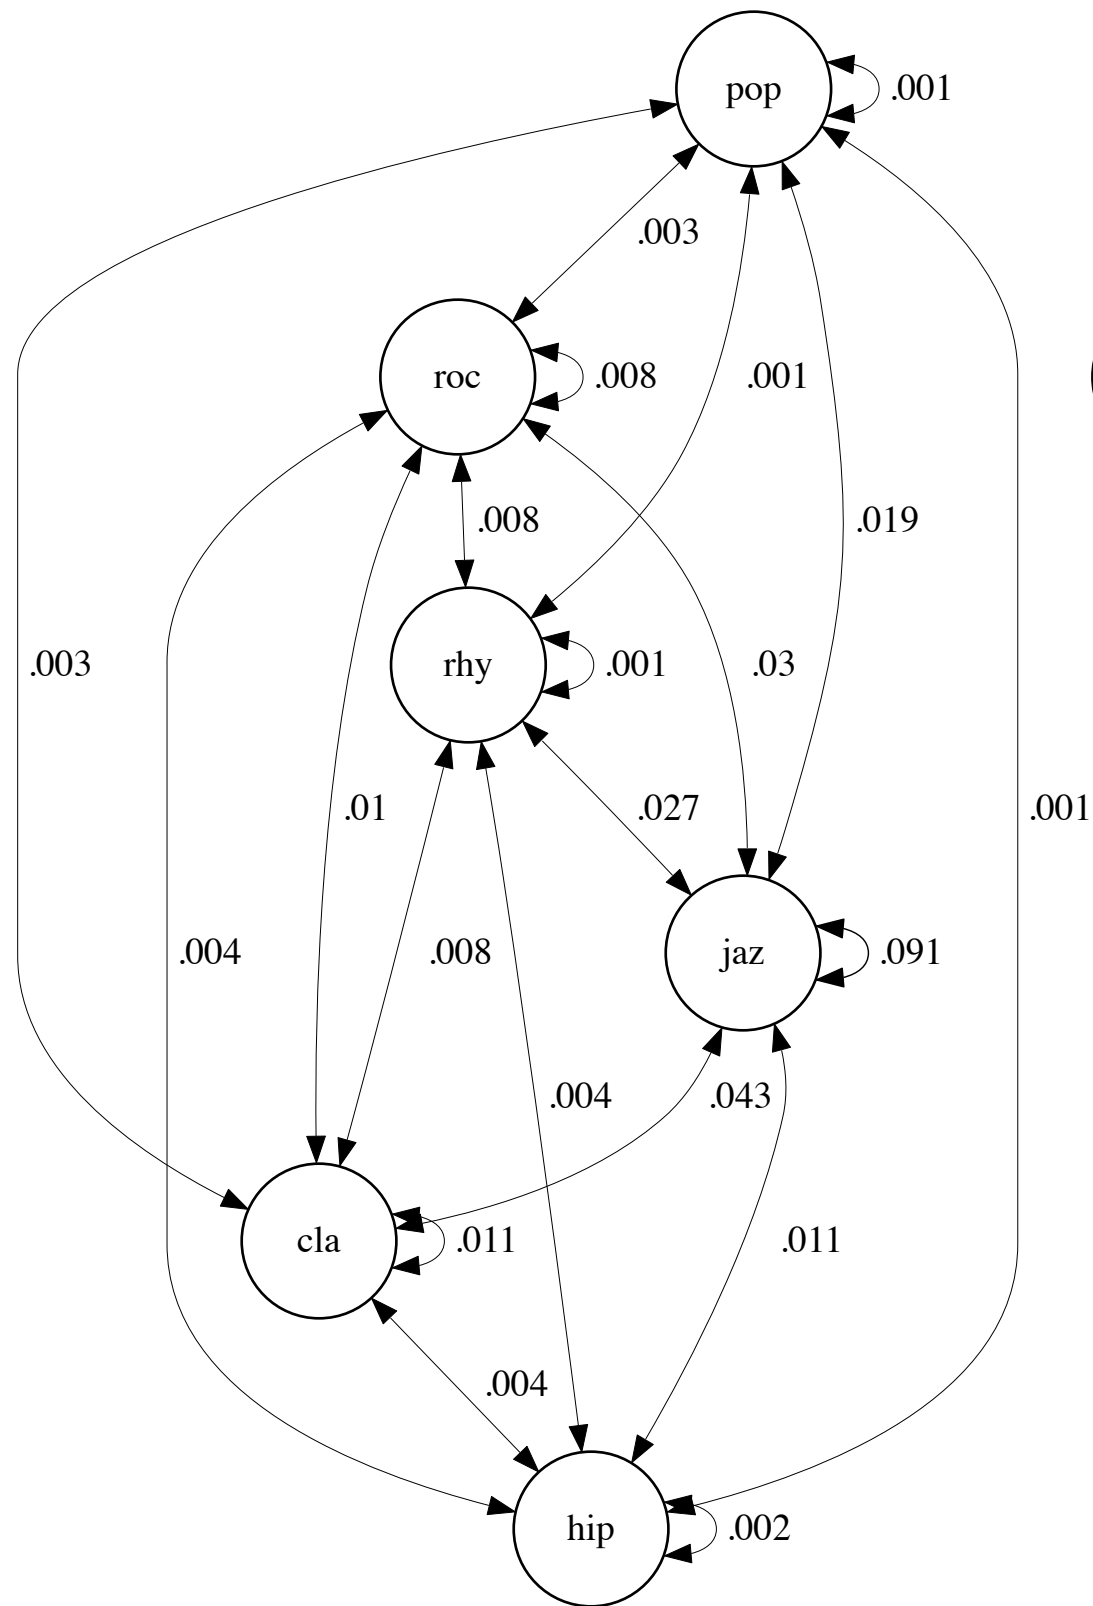 pop .001
.003
roc .008 .001
.008 .019
.003 rhy .001 .03
.01 .027 .001
.004 .008 jaz .091
.004 .043
cla .011 .011
.004
hip .002